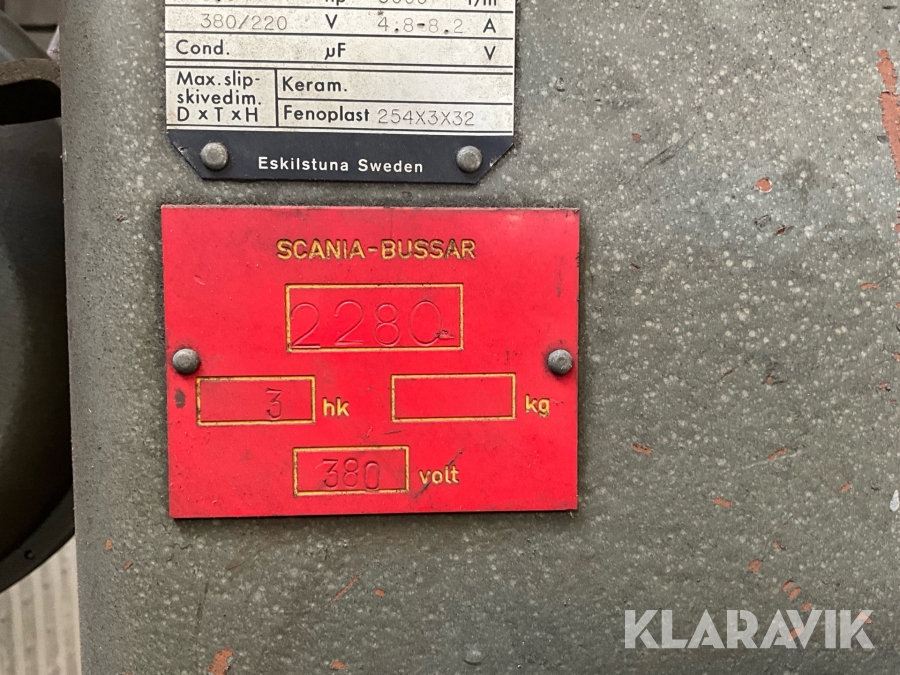 380/220 V 4.8-8.2 A
Cond. µF V
Max. slip-
skivedim.
D x T x H
Keram.
Fenoplast 254X3X32
Eskilstuna Sweden
SCANIA-BUSSAR
2280
3 hk kg
380 volt
KLARAVIK